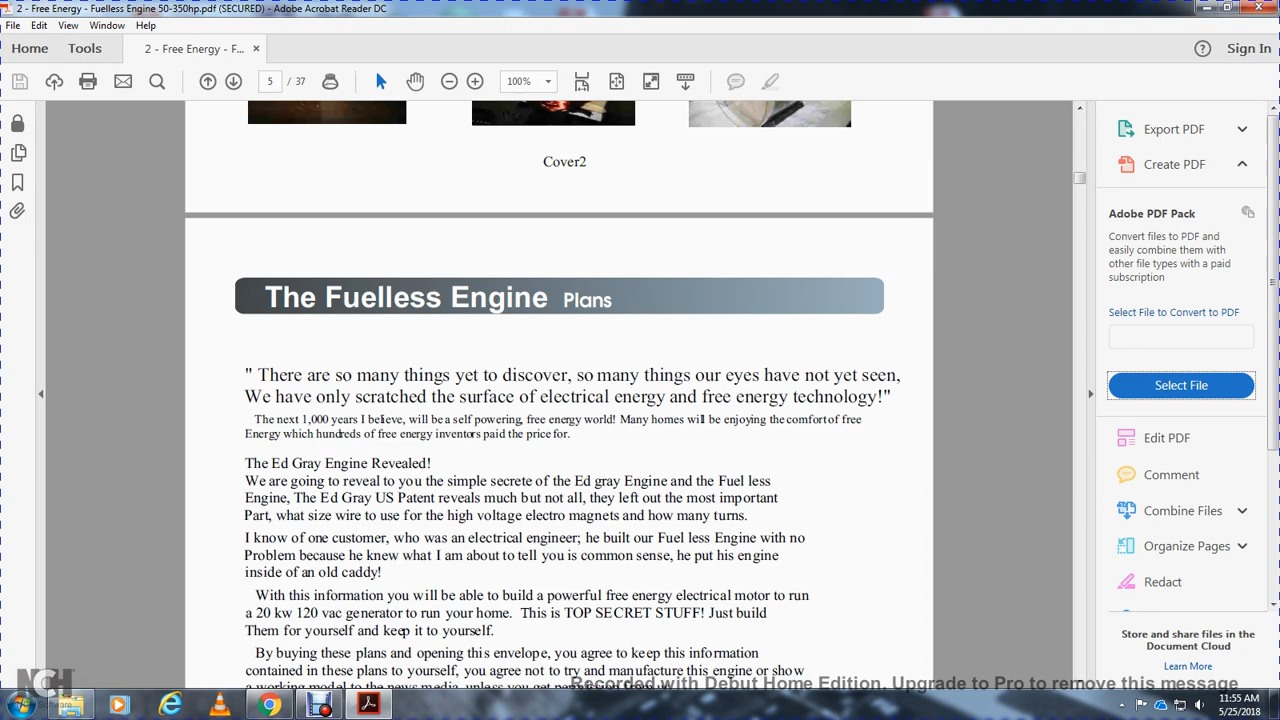 2 - Free Energy - Fuelless Engine 50-350hp.pdf (SECURED) - Adobe Acrobat Reader DC
File Edit View Window Help
Home Tools 2 - Free Energy - F... × Sign In
5 / 37 100%
Cover2
The Fuelless Engine Plans
" There are so many things yet to discover, so many things our eyes have not yet seen,
We have only scratched the surface of electrical energy and free energy technology!"
The next 1,000 years I believe, will be a self powering, free energy world! Many homes will be enjoying the comfort of free
Energy which hundreds of free energy inventors paid the price for.
The Ed Gray Engine Revealed!
We are going to reveal to you the simple secrete of the Ed gray Engine and the Fuel less
Engine, The Ed Gray US Patent reveals much but not all, they left out the most important
Part, what size wire to use for the high voltage electro magnets and how many turns.
I know of one customer, who was an electrical engineer; he built our Fuel less Engine with no
Problem because he knew what I am about to tell you is common sense, he put his engine
inside of an old caddy!
With this information you will be able to build a powerful free energy electrical motor to run
a 20 kw 120 vac generator to run your home. This is TOP SECRET STUFF! Just build
Them for yourself and keep it to yourself.
By buying these plans and opening this envelope, you agree to keep this information
contained in these plans to yourself, you agree not to try and manufacture this engine or show
Export PDF
Create PDF
Adobe PDF Pack
Convert files to PDF and
easily combine them with
other file types with a paid
subscription
Select File to Convert to PDF
Select File
Edit PDF
Comment
Combine Files
Organize Pages
Redact
Store and share files in the
Document Cloud
Learn More
NCH
Software
Recorded with Debut Home Edition. Upgrade to Pro to remove this message
11:55 AM
5/25/2018